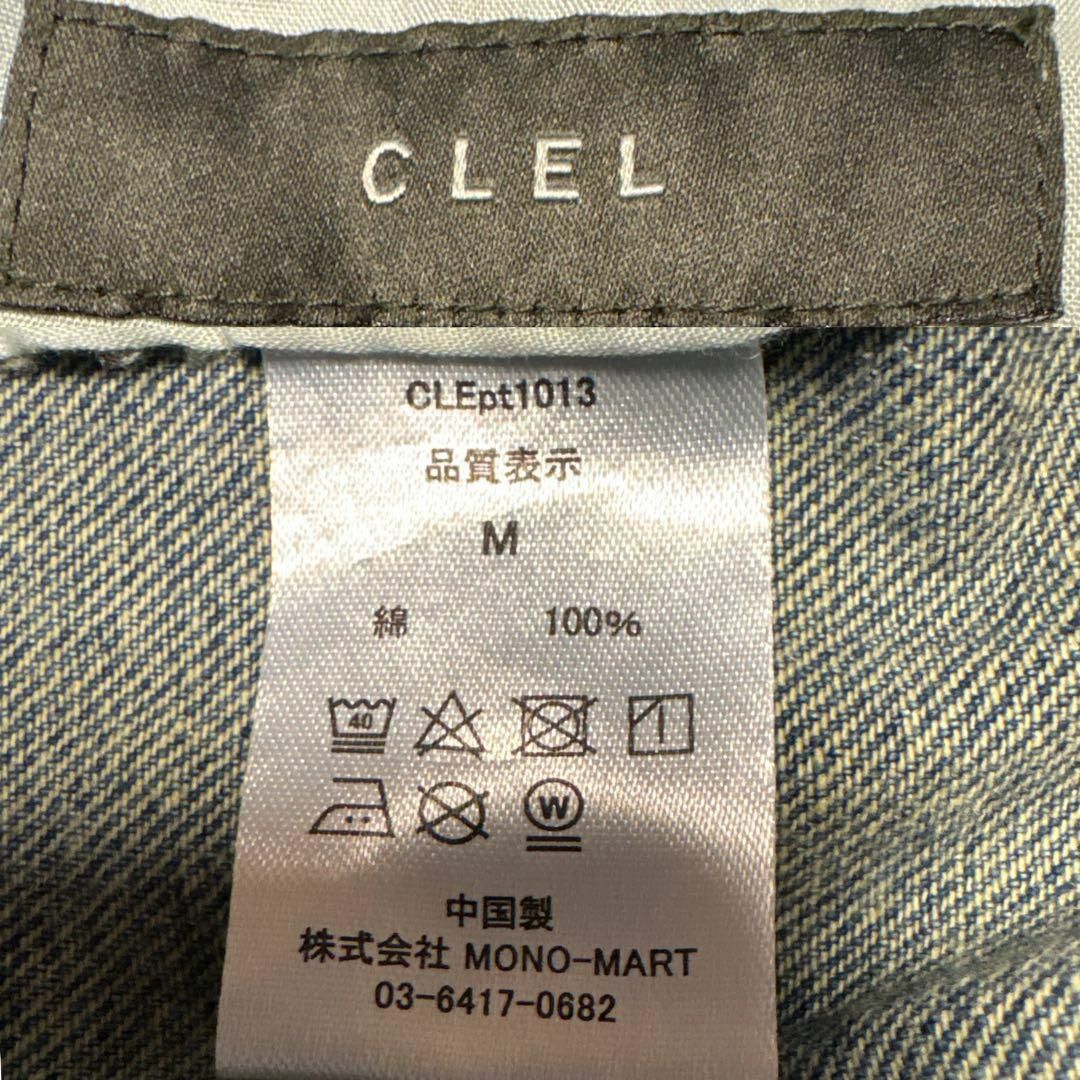 CLEL
CLEpt1013
品質表示
M
綿 100%
40
W
中国製
株式会社 MONO-MART
03-6417-0682